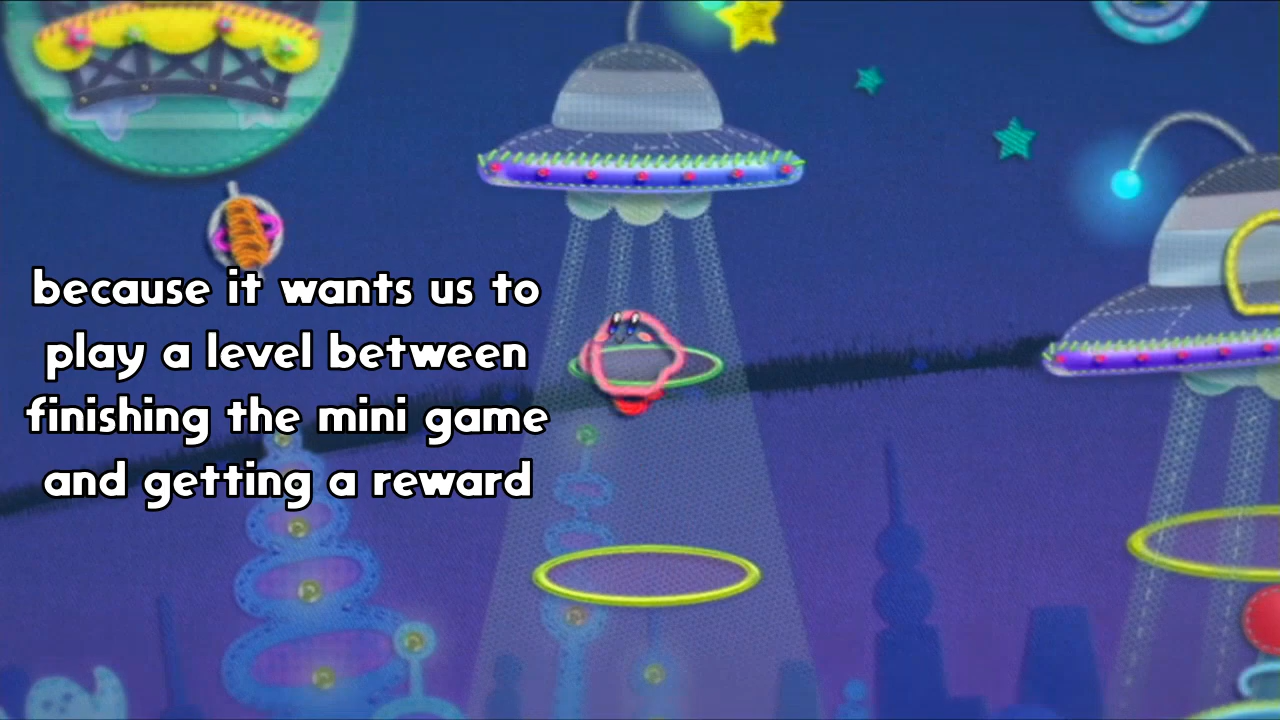 because it wants us to
play a level between
finishing the mini game
and getting a reward